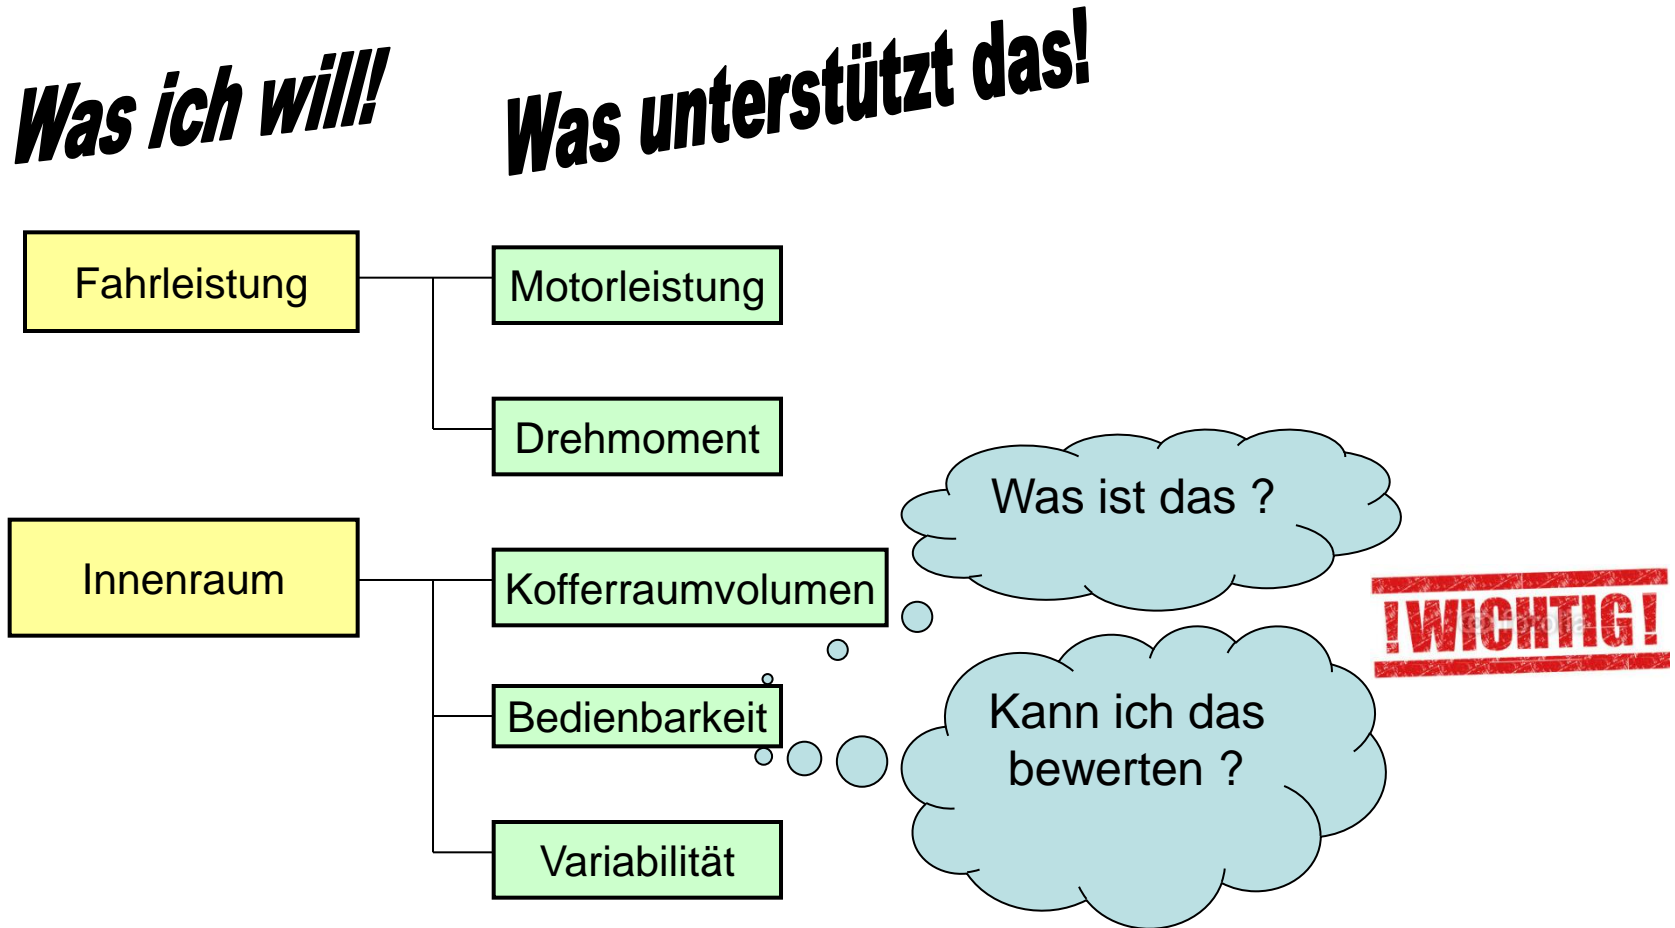 Was ich will!
Was unterstützt das!
Fahrleistung
Motorleistung
Drehmoment
Innenraum
Kofferraumvolumen
Bedienbarkeit
Variabilität
Was ist das ?
Kann ich das
bewerten ?
!WICHTIG!